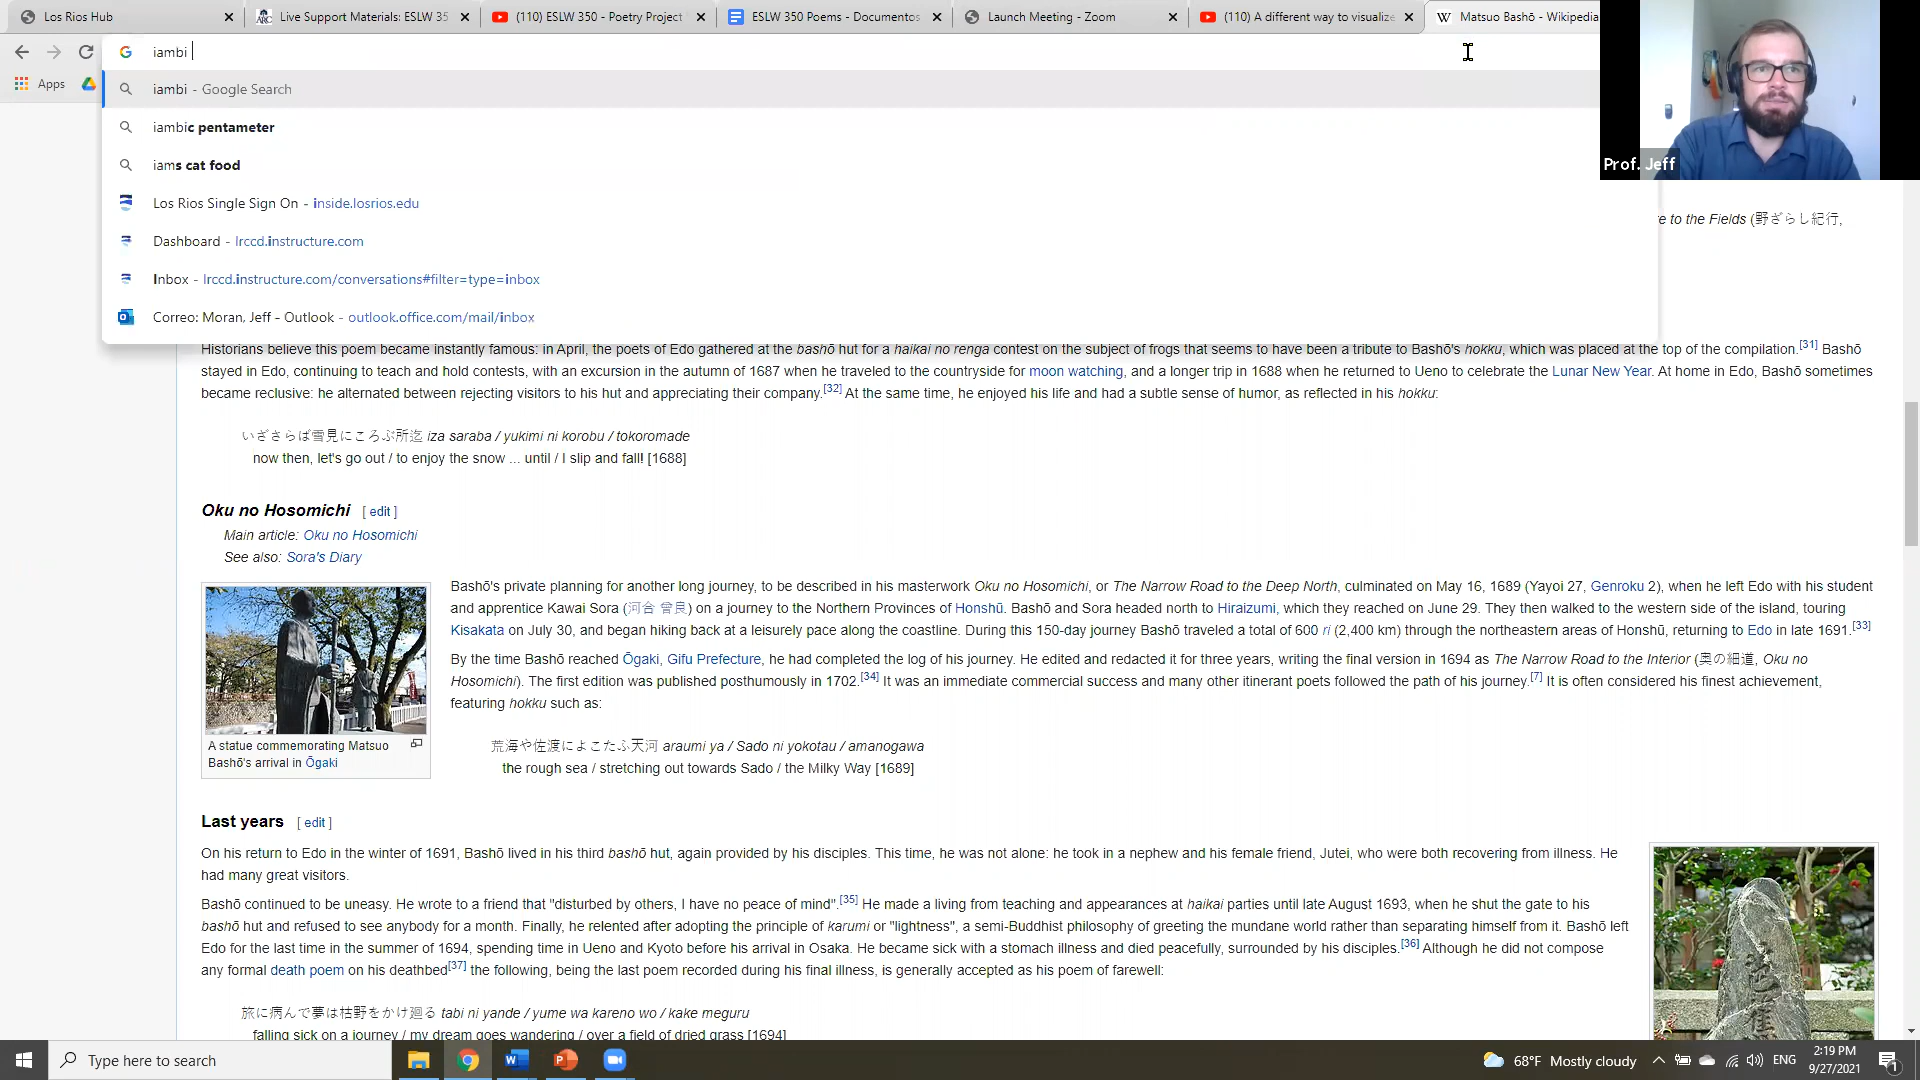 Los Rios Hub
Live Support Materials: ESLW 35
(110) ESLW 350 - Poetry Project
ESLW 350 Poems - Documentos
Launch Meeting - Zoom
(110) A different way to visualize
Matsuo Bashō - Wikipedia
iambi
Apps
iambi - Google Search
iambic pentameter
iams cat food
Los Rios Single Sign On - inside.losrios.edu
Dashboard - lrccd.instructure.com
Inbox - lrccd.instructure.com/conversations#filter=type=inbox
Correo: Moran, Jeff - Outlook - outlook.office.com/mail/inbox
Prof. Jeff
e to the Fields (野ざらし紀行,
Historians believe this poem became instantly famous: in April, the poets of Edo gathered at the bashō hut for a haikai no renga contest on the subject of frogs that seems to have been a tribute to Bashō's hokku, which was placed at the top of the compilation.[31] Bashō
stayed in Edo, continuing to teach and hold contests, with an excursion in the autumn of 1687 when he traveled to the countryside for moon watching, and a longer trip in 1688 when he returned to Ueno to celebrate the Lunar New Year. At home in Edo, Bashō sometimes
became reclusive: he alternated between rejecting visitors to his hut and appreciating their company.[32] At the same time, he enjoyed his life and had a subtle sense of humor, as reflected in his hokku:
いざさらば雪見にころぶ所迄 iza saraba / yukimi ni korobu / tokoromade
now then, let's go out / to enjoy the snow ... until / I slip and fall! [1688]
Oku no Hosomichi [ edit ]
Main article: Oku no Hosomichi
See also: Sora's Diary
Bashō's private planning for another long journey, to be described in his masterwork Oku no Hosomichi, or The Narrow Road to the Deep North, culminated on May 16, 1689 (Yayoi 27, Genroku 2), when he left Edo with his student
and apprentice Kawai Sora (河合 曾良) on a journey to the Northern Provinces of Honshū. Bashō and Sora headed north to Hiraizumi, which they reached on June 29. They then walked to the western side of the island, touring
Kisakata on July 30, and began hiking back at a leisurely pace along the coastline. During this 150-day journey Bashō traveled a total of 600 ri (2,400 km) through the northeastern areas of Honshū, returning to Edo in late 1691.[33]
By the time Bashō reached Ōgaki, Gifu Prefecture, he had completed the log of his journey. He edited and redacted it for three years, writing the final version in 1694 as The Narrow Road to the Interior (奥の細道, Oku no
Hosomichi). The first edition was published posthumously in 1702.[34] It was an immediate commercial success and many other itinerant poets followed the path of his journey.[7] It is often considered his finest achievement,
featuring hokku such as:
A statue commemorating Matsuo
Bashō's arrival in Ōgaki
荒海や佐渡によこたふ天河 araumi ya / Sado ni yokotau / amanogawa
the rough sea / stretching out towards Sado / the Milky Way [1689]
Last years [ edit ]
On his return to Edo in the winter of 1691, Bashō lived in his third bashō hut, again provided by his disciples. This time, he was not alone: he took in a nephew and his female friend, Jutei, who were both recovering from illness. He
had many great visitors.
Bashō continued to be uneasy. He wrote to a friend that "disturbed by others, I have no peace of mind".[35] He made a living from teaching and appearances at haikai parties until late August 1693, when he shut the gate to his
bashō hut and refused to see anybody for a month. Finally, he relented after adopting the principle of karumi or "lightness", a semi-Buddhist philosophy of greeting the mundane world rather than separating himself from it. Bashō left
Edo for the last time in the summer of 1694, spending time in Ueno and Kyoto before his arrival in Osaka. He became sick with a stomach illness and died peacefully, surrounded by his disciples.[36] Although he did not compose
any formal death poem on his deathbed[37] the following, being the last poem recorded during his final illness, is generally accepted as his poem of farewell:
旅に病んで夢は枯野をかけ廻る tabi ni yande / yume wa kareno wo / kake meguru
falling sick on a journey / my dream goes wandering / over a field of dried grass [1694]
Type here to search
68°F Mostly cloudy
ENG
2:19 PM
9/27/2021
1